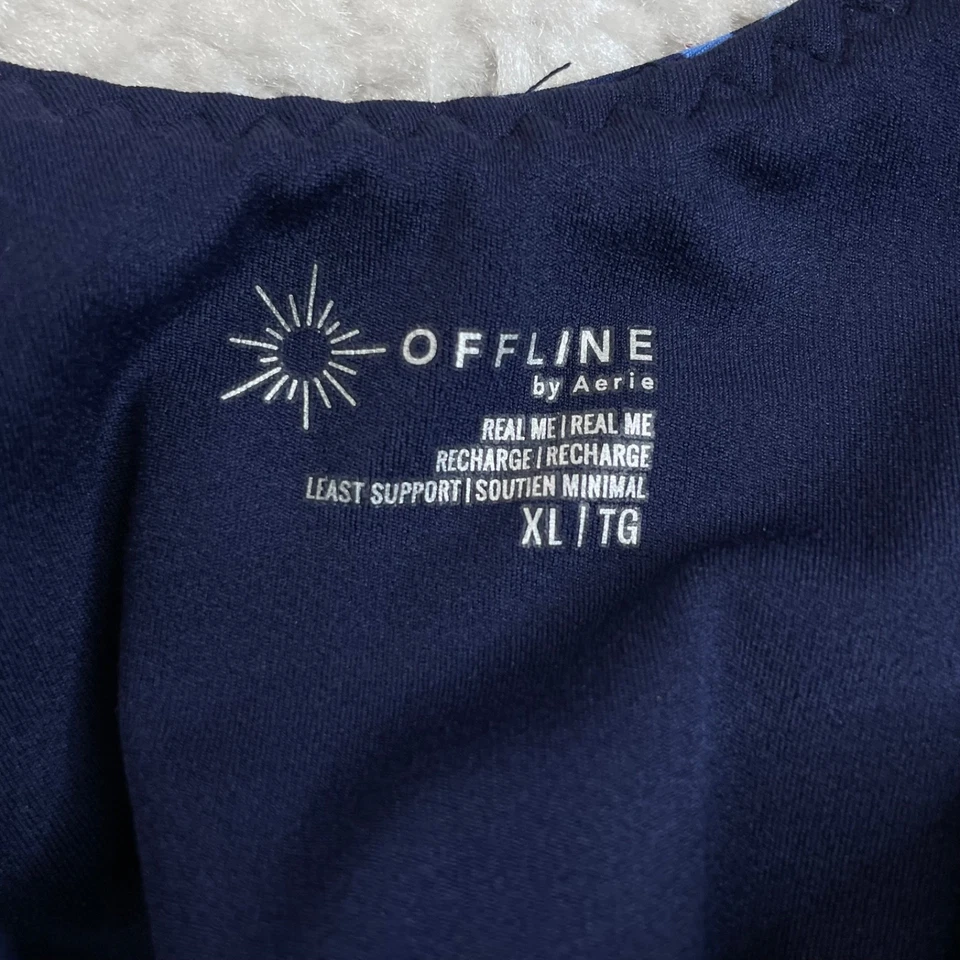 OFFLINE
by Aerie
REAL ME | REAL ME
RECHARGE | RECHARGE
LEAST SUPPORT | SOUTIEN MINIMAL
XL / TG